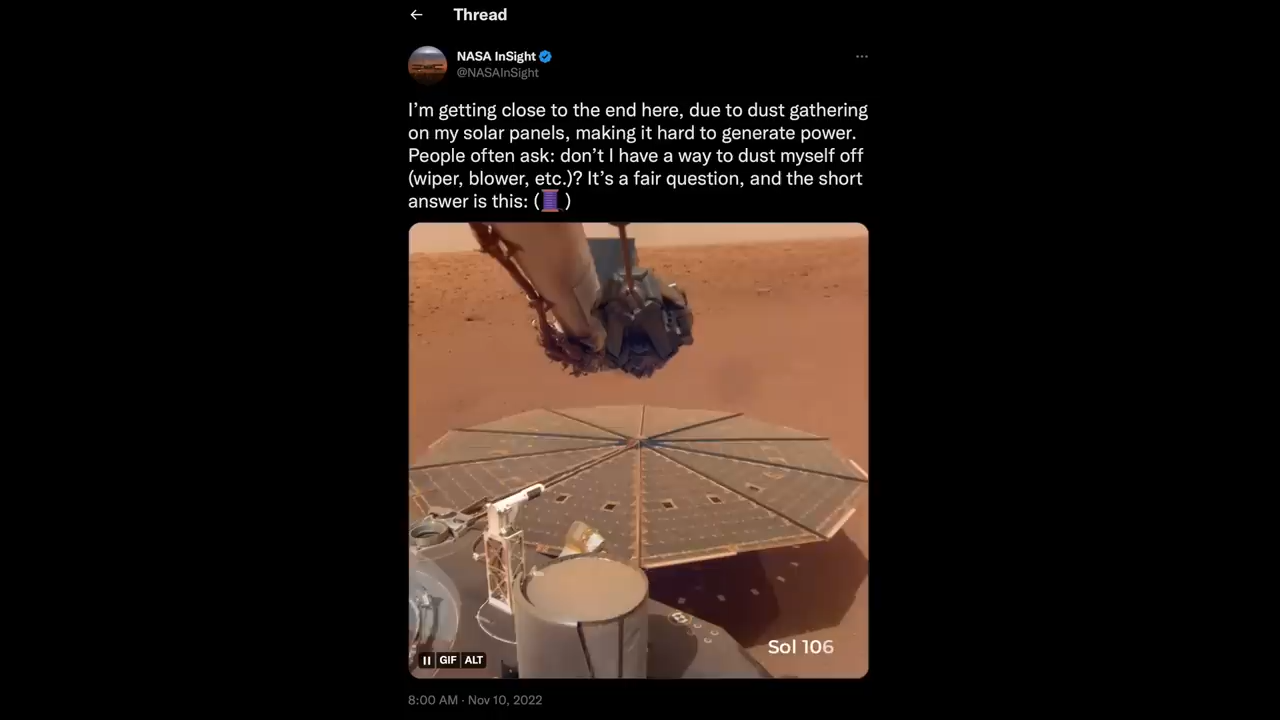 ← Thread
NASA InSight
@NASAInSight
I’m getting close to the end here, due to dust gathering
on my solar panels, making it hard to generate power.
People often ask: don’t I have a way to dust myself off
(wiper, blower, etc.)? It’s a fair question, and the short
answer is this: (🧵)
Sol 106
GIF ALT
8:00 AM · Nov 10, 2022